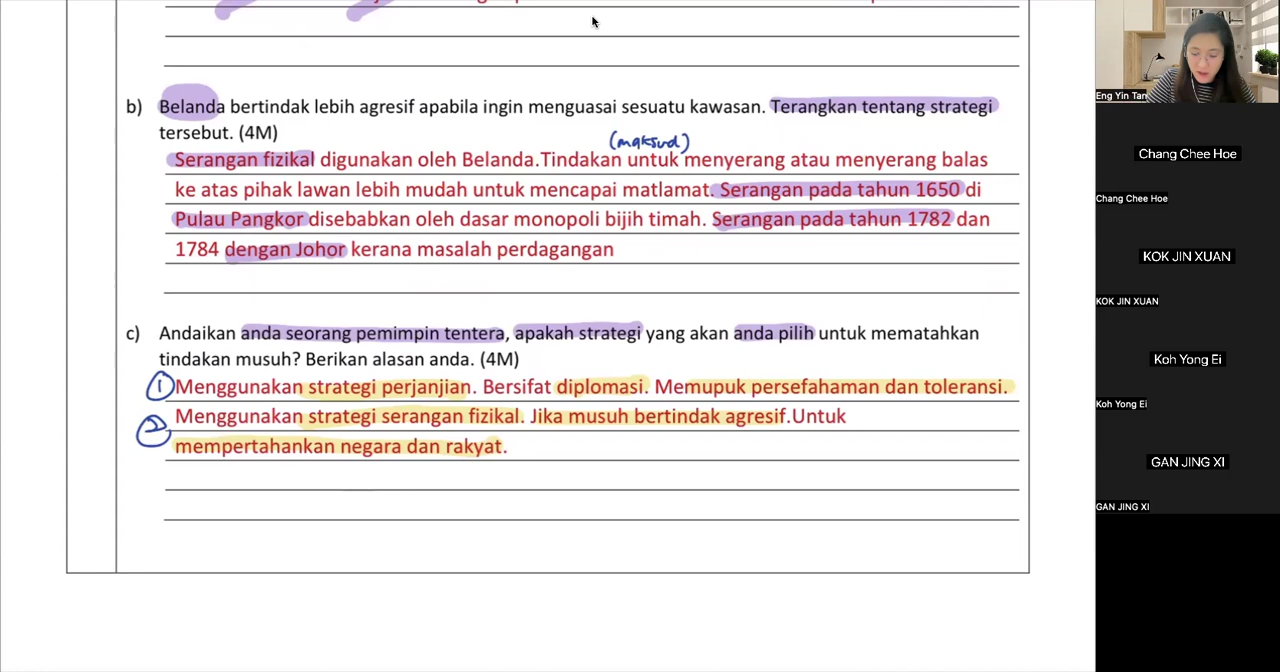 b) Belanda bertindak lebih agresif apabila ingin menguasai sesuatu kawasan. Terangkan tentang strategi
tersebut. (4M)
(maksud)
Serangan fizikal digunakan oleh Belanda.Tindakan untuk menyerang atau menyerang balas
ke atas pihak lawan lebih mudah untuk mencapai matlamat. Serangan pada tahun 1650 di
Pulau Pangkor disebabkan oleh dasar monopoli bijih timah. Serangan pada tahun 1782 dan
1784 dengan Johor kerana masalah perdagangan
c) Andaikan anda seorang pemimpin tentera, apakah strategi yang akan anda pilih untuk mematahkan
tindakan musuh? Berikan alasan anda. (4M)
1 Menggunakan strategi perjanjian. Bersifat diplomasi. Memupuk persefahaman dan toleransi.
2 Menggunakan strategi serangan fizikal. Jika musuh bertindak agresif.Untuk
mempertahankan negara dan rakyat.
Eng Yin Tan
Chang Chee Hoe
Chang Chee Hoe
KOK JIN XUAN
KOK JIN XUAN
Koh Yong Ei
Koh Yong Ei
GAN JING XI
GAN JING XI